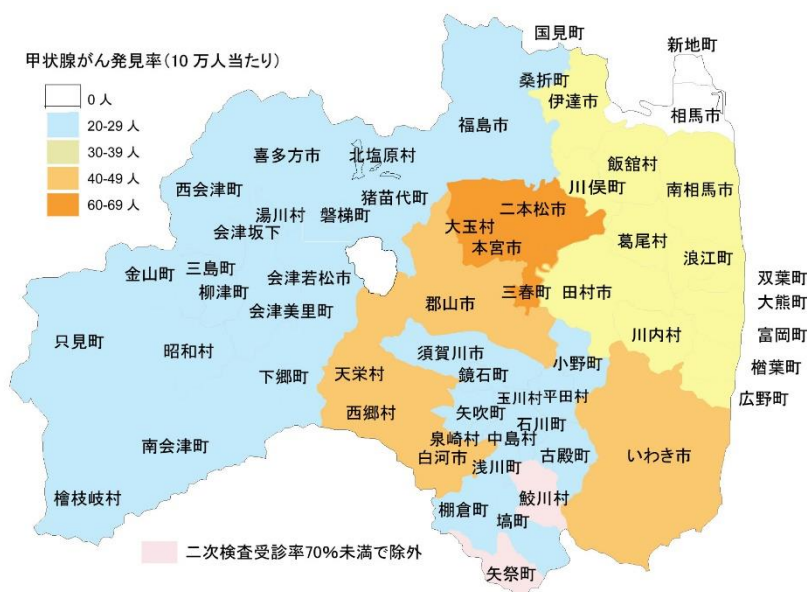 国見町
新地町
甲状腺がん発見率(10万人当たり)
0人
20-29人
30-39人
40-49人
60-69人
桑折町
伊達市
相馬市
福島市
喜多方市
北塩原村
飯舘村
西会津町
猪苗代町
川俣町
南相馬市
湯川村
磐梯町
二本松市
会津坂下
大玉村
本宮市
葛尾村
浪江町
金山町
三島町
会津若松市
三春町
田村市
双葉町
柳津町
大熊町
会津美里町
郡山市
只見町
昭和村
須賀川市
小野町
川内村
富岡町
下郷町
天栄村
鏡石町
楢葉町
玉川村
平田村
広野町
西郷村
矢吹町
石川町
南会津町
泉崎村
中島村
白河市
浅川町
古殿町
いわき市
檜枝岐村
鮫川村
棚倉町
塙町
二次検査受診率70%未満で除外
矢祭町